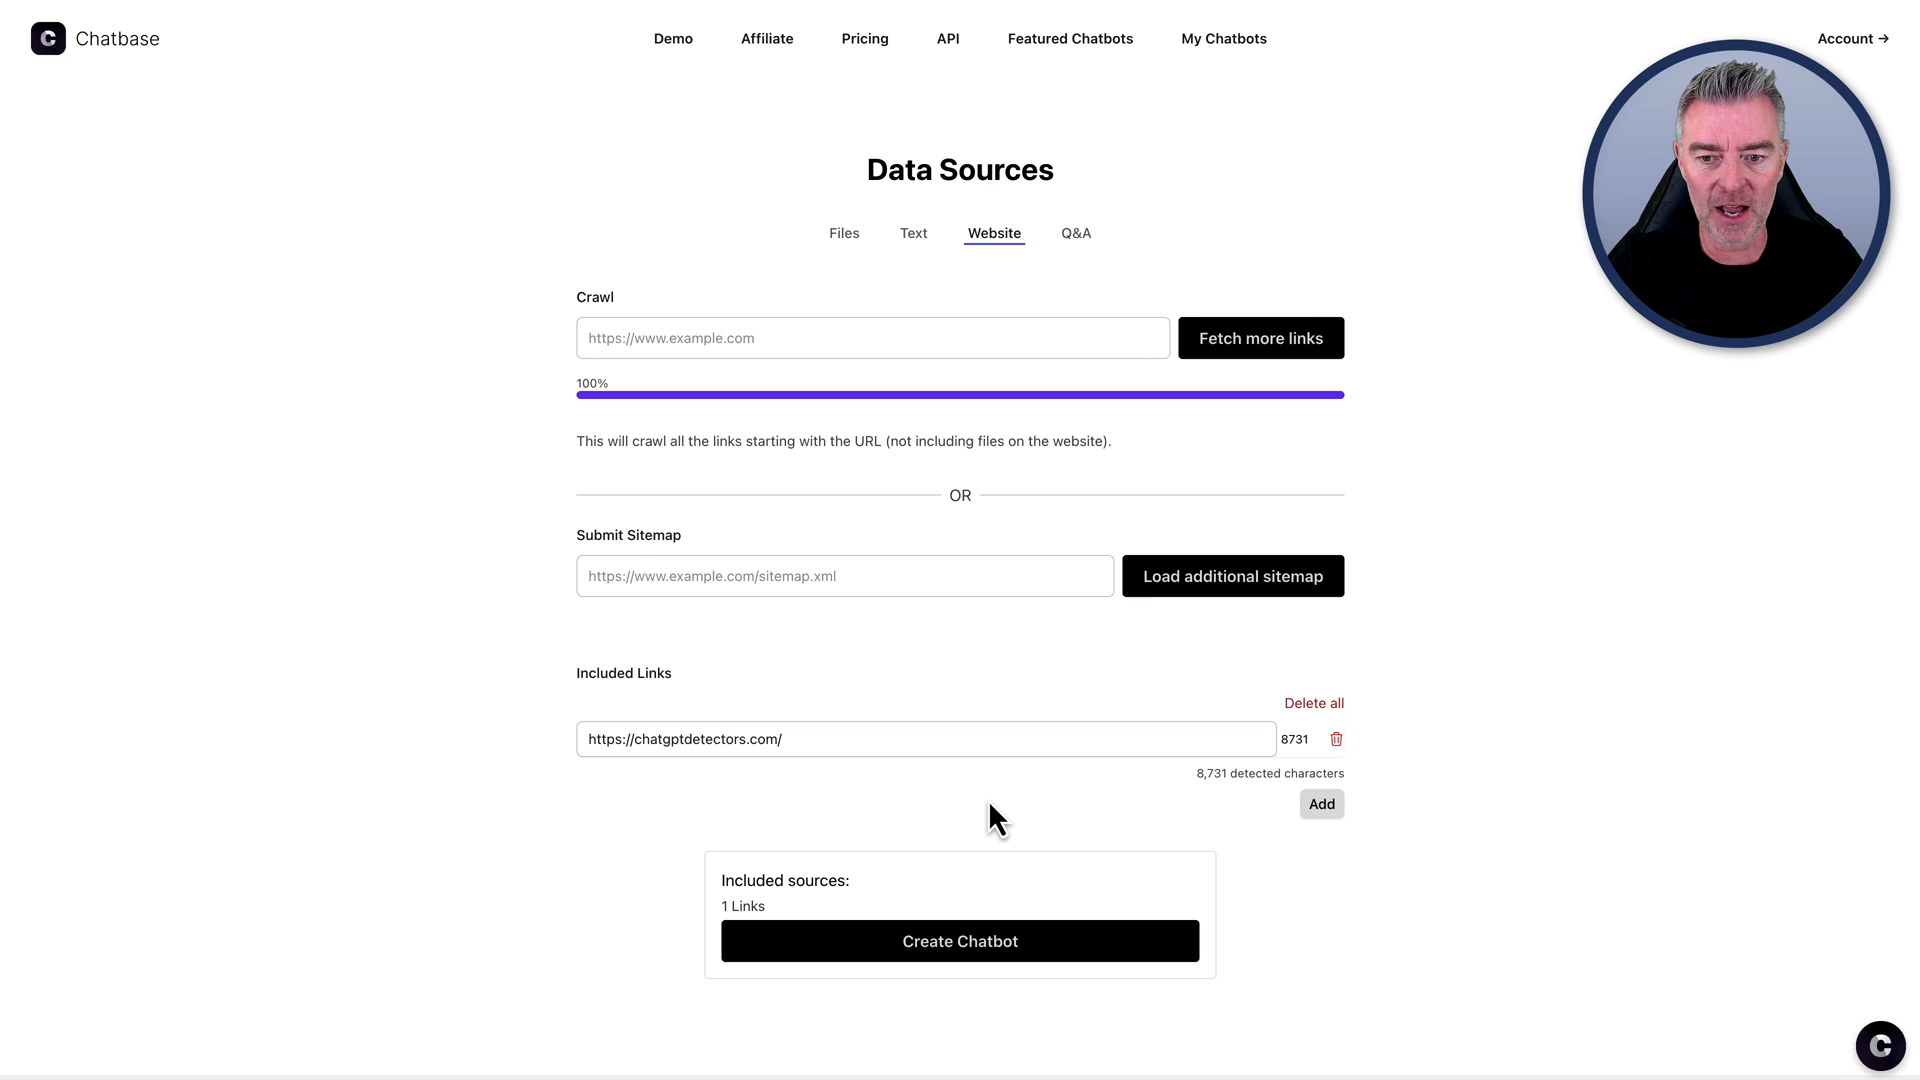 Chatbase
Demo
Affiliate
Pricing
API
Featured Chatbots
My Chatbots
Account →
Data Sources
Files
Text
Website
Q&A
Crawl
https://www.example.com
Fetch more links
100%
This will crawl all the links starting with the URL (not including files on the website).
OR
Submit Sitemap
https://www.example.com/sitemap.xml
Load additional sitemap
Included Links
Delete all
https://chatgptdetectors.com/
8731
8,731 detected characters
Add
Included sources:
1 Links
Create Chatbot